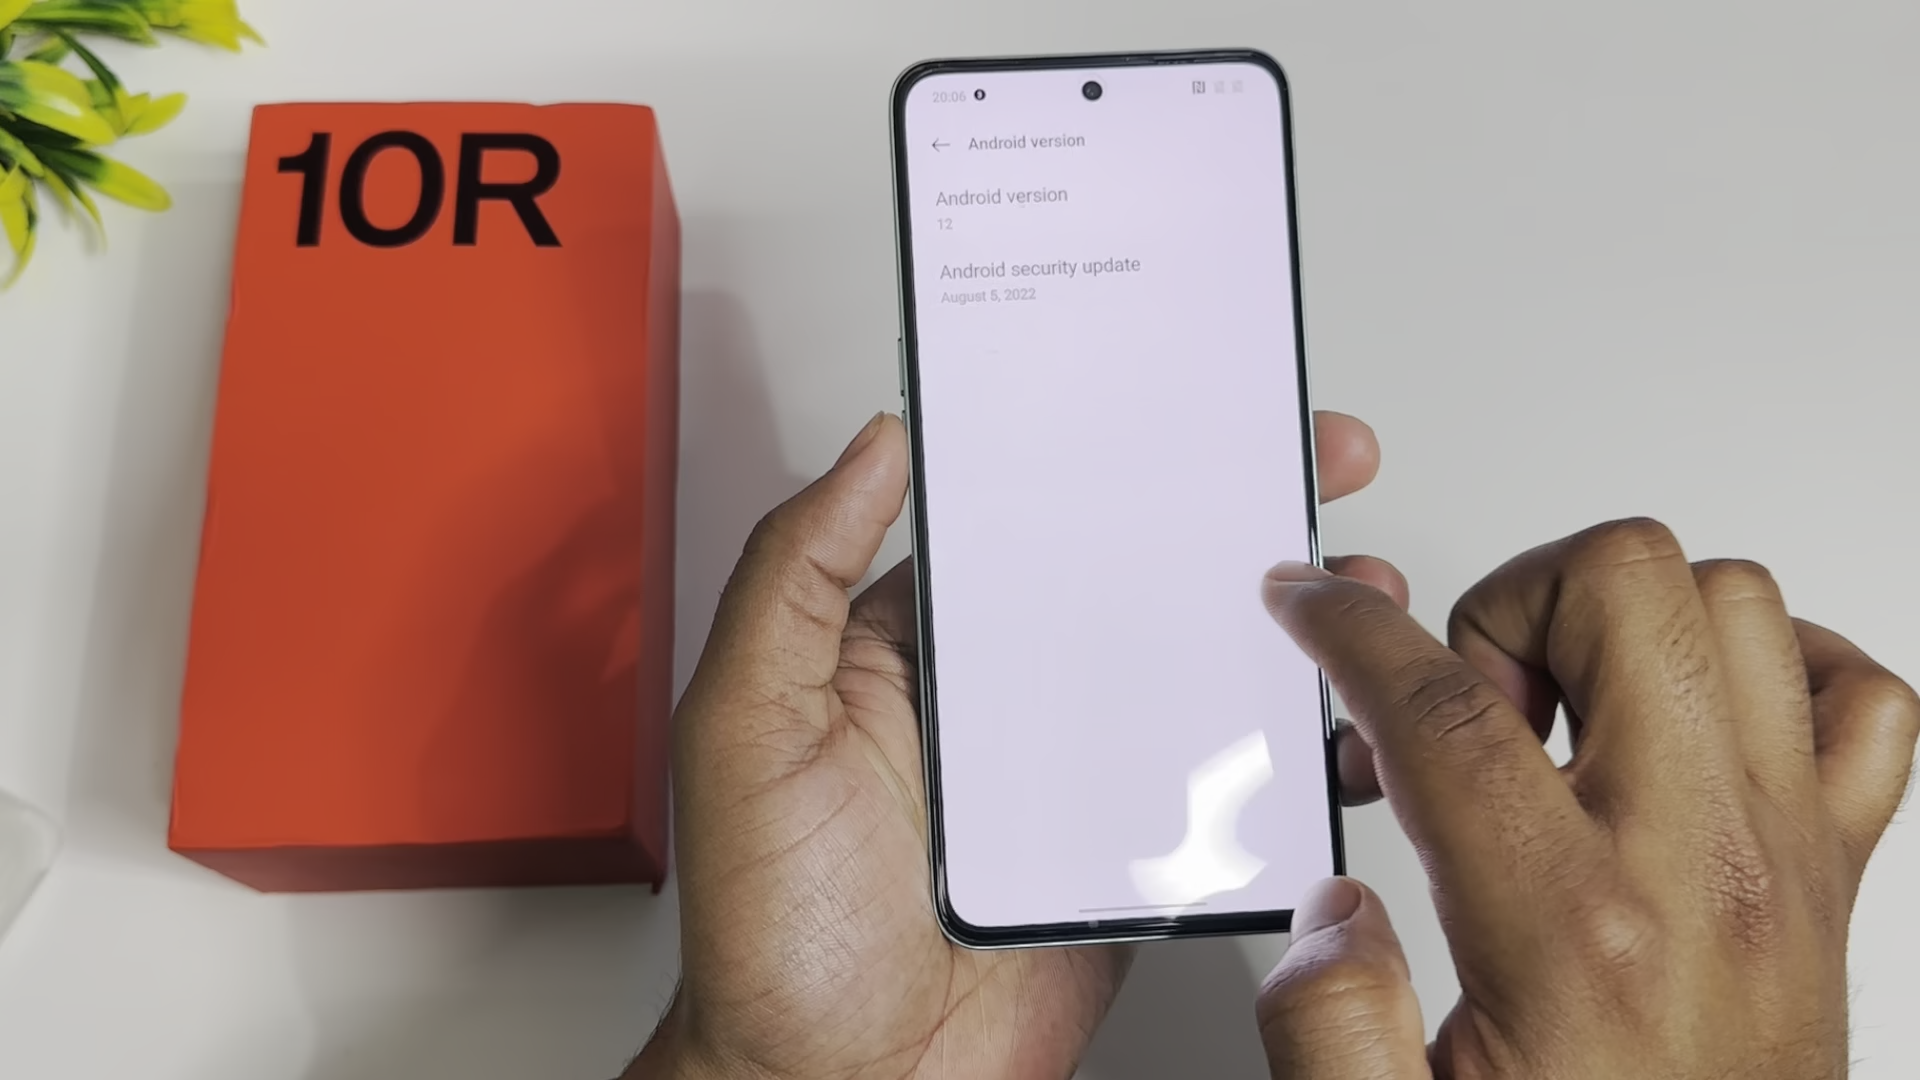 10R
20:06
Android version
Android version
12
Android security update
August 5, 2022